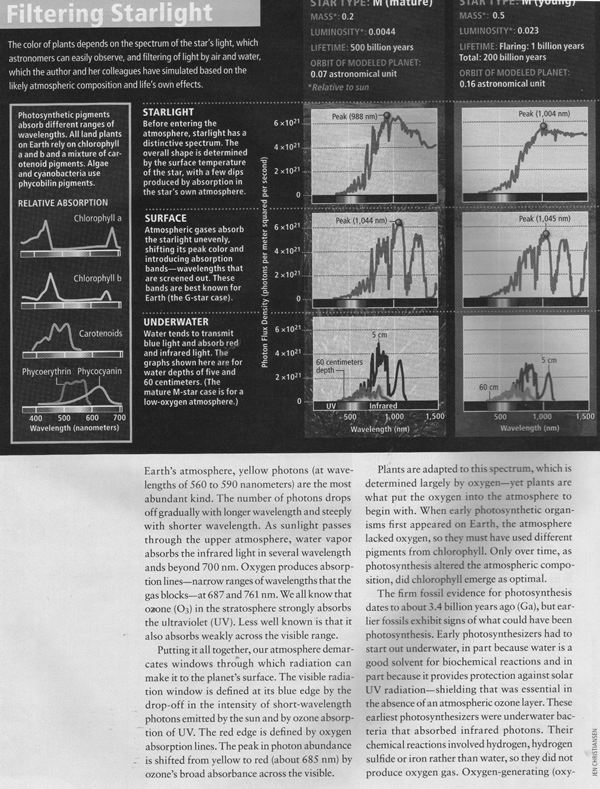 Filtering Starlight
The color of plants depends on the spectrum of the star's light, which
astronomers can easily observe, and filtering of light by air and water,
which the author and her colleagues have simulated based on the
likely atmospheric composition and life's own effects.
STAR TYPE: M (mature)
MASS*: 0.2
LUMINOSITY*: 0.0044
LIFETIME: 500 billion years
ORBIT OF MODELED PLANET:
0.07 astronomical unit
*Relative to sun
STAR TYPE: M (young)
MASS*: 0.5
LUMINOSITY*: 0.023
LIFETIME: Flaring: 1 billion years
Total: 200 billion years
ORBIT OF MODELED PLANET:
0.16 astronomical unit
Photosynthetic pigments
absorb different ranges of
wavelengths. All land plants
on Earth rely on chlorophyll
a and b and a mixture of car-
otenoid pigments. Algae
and cyanobacteria use
phycobilin pigments.
RELATIVE ABSORPTION
Chlorophyll a
Chlorophyll b
Carotenoids
Phycoerythrin Phycocyanin
400 500 600 700
Wavelength (nanometers)
STARLIGHT
Before entering the
atmosphere, starlight has a
distinctive spectrum. The
overall shape is determined
by the surface temperature
of the star, with a few dips
produced by absorption in
the star's own atmosphere.
SURFACE
Atmospheric gases absorb
the starlight unevenly,
shifting its peak color and
introducing absorption
bands—wavelengths that
are screened out. These
bands are best known for
Earth (the G-star case).
UNDERWATER
Water tends to transmit
blue light and absorb red
and infrared light. The
graphs shown here are for
water depths of five and
60 centimeters. (The
mature M-star case is for a
low-oxygen atmosphere.)
Photon Flux Density (photons per meter squared per second)
6 ×10²¹
4 ×10²¹
2 ×10²¹
0
Peak (988 nm)
Peak (1,004 nm)
6 ×10²¹
4 ×10²¹
2 ×10²¹
0
Peak (1,044 nm)
Peak (1,045 nm)
6 ×10²¹
4 ×10²¹
2 ×10²¹
0
5 cm
60 centimeters
depth
UV Infrared
500 1,000 1,500
Wavelength (nm)
5 cm
60 cm
500 1,000 1,500
Wavelength (nm)
Earth's atmosphere, yellow photons (at wave-
lengths of 560 to 590 nanometers) are the most
abundant kind. The number of photons drops
off gradually with longer wavelength and steeply
with shorter wavelength. As sunlight passes
through the upper atmosphere, water vapor
absorbs the infrared light in several wavelength
ands beyond 700 nm. Oxygen produces absorp-
tion lines—narrow ranges of wavelengths that the
gas blocks—at 687 and 761 nm. We all know that
ozone (O₃) in the stratosphere strongly absorbs
the ultraviolet (UV). Less well known is that it
also absorbs weakly across the visible range.
Putting it all together, our atmosphere demar-
cates windows through which radiation can
make it to the planet's surface. The visible radia-
tion window is defined at its blue edge by the
drop-off in the intensity of short-wavelength
photons emitted by the sun and by ozone absorp-
tion of UV. The red edge is defined by oxygen
absorption lines. The peak in photon abundance
is shifted from yellow to red (about 685 nm) by
ozone's broad absorbance across the visible.
Plants are adapted to this spectrum, which is
determined largely by oxygen—yet plants are
what put the oxygen into the atmosphere to
begin with. When early photosynthetic organ-
isms first appeared on Earth, the atmosphere
lacked oxygen, so they must have used different
pigments from chlorophyll. Only over time, as
photosynthesis altered the atmospheric compo-
sition, did chlorophyll emerge as optimal.
The firm fossil evidence for photosynthesis
dates to about 3.4 billion years ago (Ga), but ear-
lier fossils exhibit signs of what could have been
photosynthesis. Early photosynthesizers had to
start out underwater, in part because water is a
good solvent for biochemical reactions and in
part because it provides protection against solar
UV radiation—shielding that was essential in
the absence of an atmospheric ozone layer. These
earliest photosynthesizers were underwater bac-
teria that absorbed infrared photons. Their
chemical reactions involved hydrogen, hydrogen
sulfide or iron rather than water, so they did not
produce oxygen gas. Oxygen-generating (oxy-
JEN CHRISTIANSEN